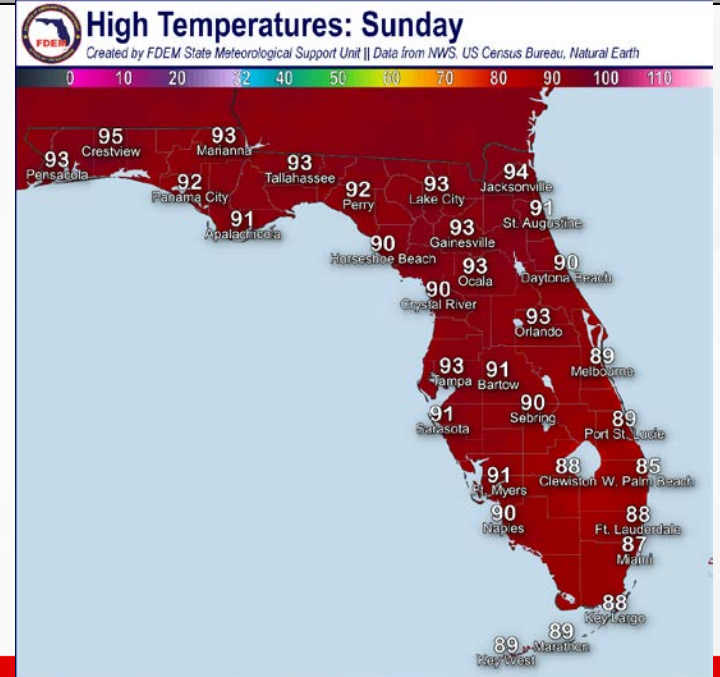 FDEM
High Temperatures: Sunday
Created by FDEM State Meteorological Support Unit || Data from NWS, US Census Bureau, Natural Earth
0 10 20 32 40 50 60 70 80 90 100 110
95
Crestview
93
Marianna
93
Pensacola
93
Tallahassee
94
Jacksonville
92
Panama City
92
Perry
93
Lake City
91
Apalachicola
91
St. Augustine
93
Gainesville
90
Horseshoe Beach
93
Ocala
90
Daytona Beach
90
Crystal River
93
Orlando
89
Melbourne
93
Tampa
91
Bartow
90
Sebring
91
Sarasota
89
Port St. Lucie
91
Ft. Myers
88
Clewiston
85
W. Palm Beach
90
Naples
88
Ft. Lauderdale
87
Miami
88
Key Largo
89
Marathon
89
Key West